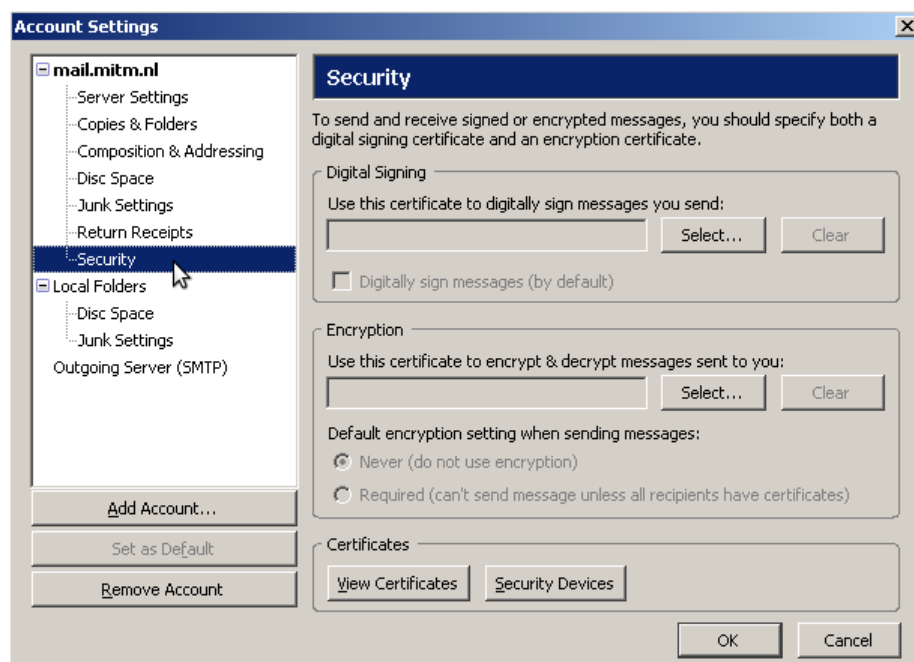 Account Settings
mail.mitm.nl
Server Settings
Copies & Folders
Composition & Addressing
Disc Space
Junk Settings
Return Receipts
Security
Local Folders
Disc Space
Junk Settings
Outgoing Server (SMTP)
Add Account...
Set as Default
Remove Account
Security
To send and receive signed or encrypted messages, you should specify both a
digital signing certificate and an encryption certificate.
Digital Signing
Use this certificate to digitally sign messages you send:
Select...
Clear
Digitally sign messages (by default)
Encryption
Use this certificate to encrypt & decrypt messages sent to you:
Select...
Clear
Default encryption setting when sending messages:
Never (do not use encryption)
Required (can't send message unless all recipients have certificates)
Certificates
View Certificates
Security Devices
OK
Cancel